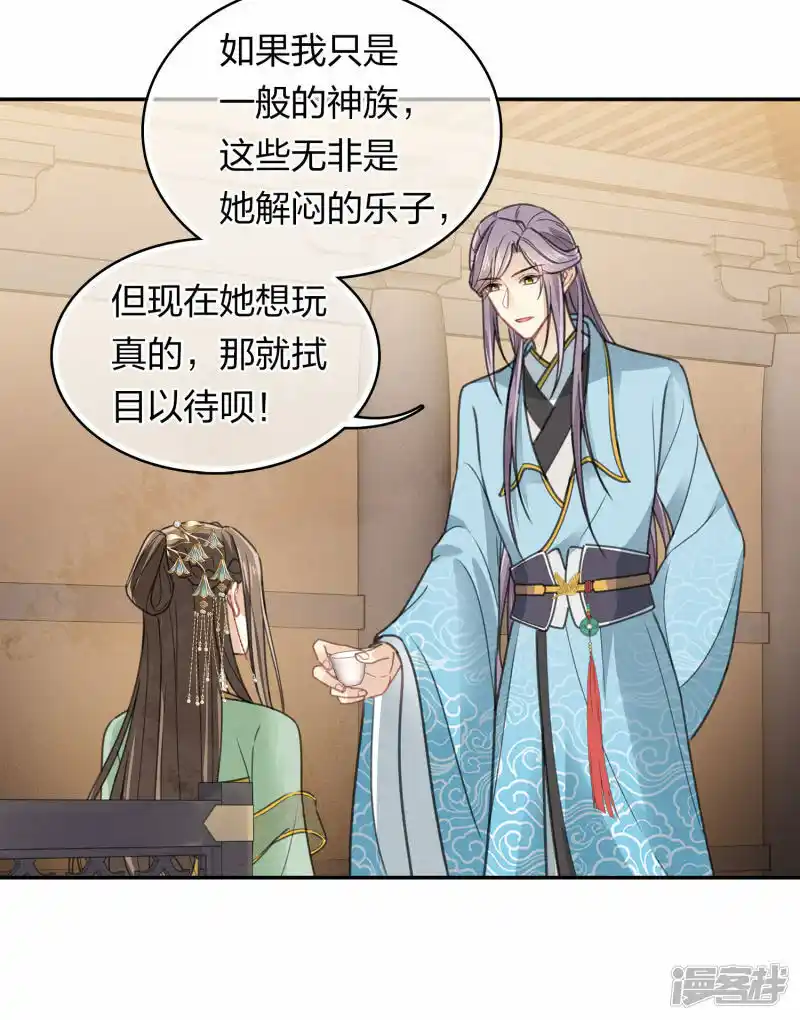 如果我只是
一般的神族，
这些无非是
她解闷的乐子，
但现在她想玩
真的，那就拭
目以待呗！
漫客栈